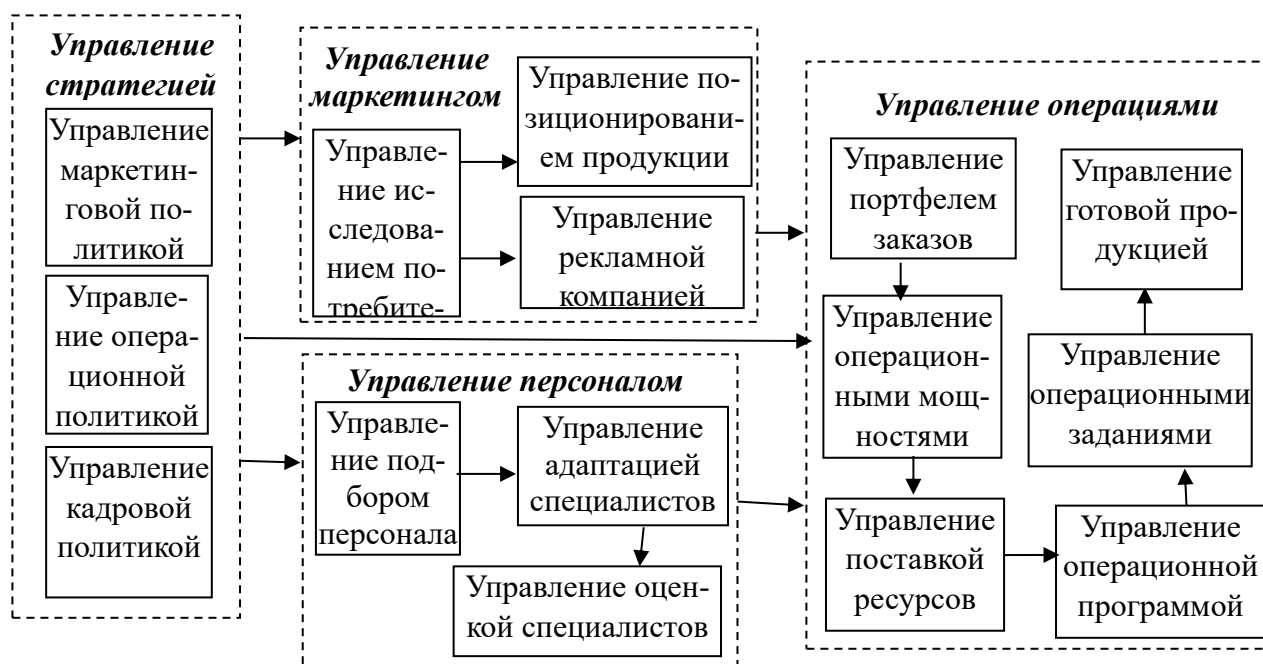 Управление
стратегией
Управление
маркетин-
говой по-
литикой
Управле-
ние опера-
ционной
политикой
Управление
кадровой
политикой
Управление
маркетингом
Управле-
ние ис-
следова-
нием по-
требите-
Управление по-
зиционировани-
ем продукции
Управление
рекламной
компанией
Управление персоналом
Управле-
ние под-
бором
персонала
Управление
адаптацией
специалистов
Управление оцен-
кой специалистов
Управление операциями
Управление
портфелем
заказов
Управление
операцион-
ными мощ-
ностями
Управление
поставкой
ресурсов
Управление
готовой про-
дукцией
Управление
операционными
заданиями
Управление
операционной
программой